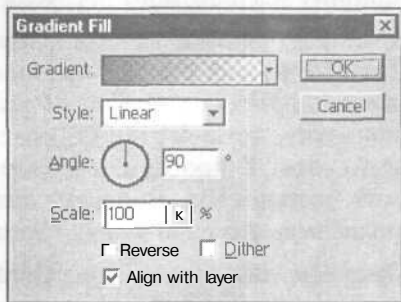 Gradient Fill
Gradient: OK
Style: Linear Cancel
Angle: 90 °
Scale: 100 к %
Г Reverse Dither
Align with layer